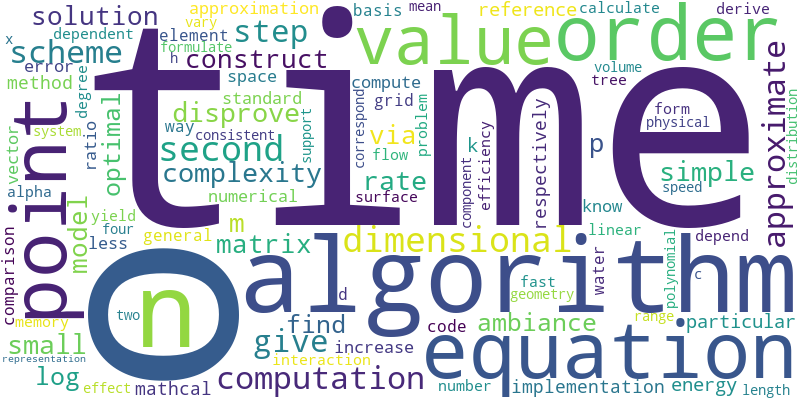 solution
dependent
x
vary
approximation
formulate
element
h
basis
mean
reference
calculate
derive
scheme
step
value
order
error
method
degree
construct
space
compute
volume
tree
time
approximate
standard
disprove
grid
correspond
problem
form
physical
vector
system
optimal
ratio
way
consistent
support
via
flow
k
efficiency
respectively
p
distribution
second
complexity
rate
simple
speed
point
alpha
numerical
surface
component
know
model
yield
four
less
general
m
matrix
dimensional
linear
depend
water
polynomial
c
comparison
O
n
two
algorithm
d
fast
geometry
range
memory
small
give
find
code
ambiance
particular
increase
equation
representation
log
effect
mathcal
interaction
computation
number
implementation
energy
length